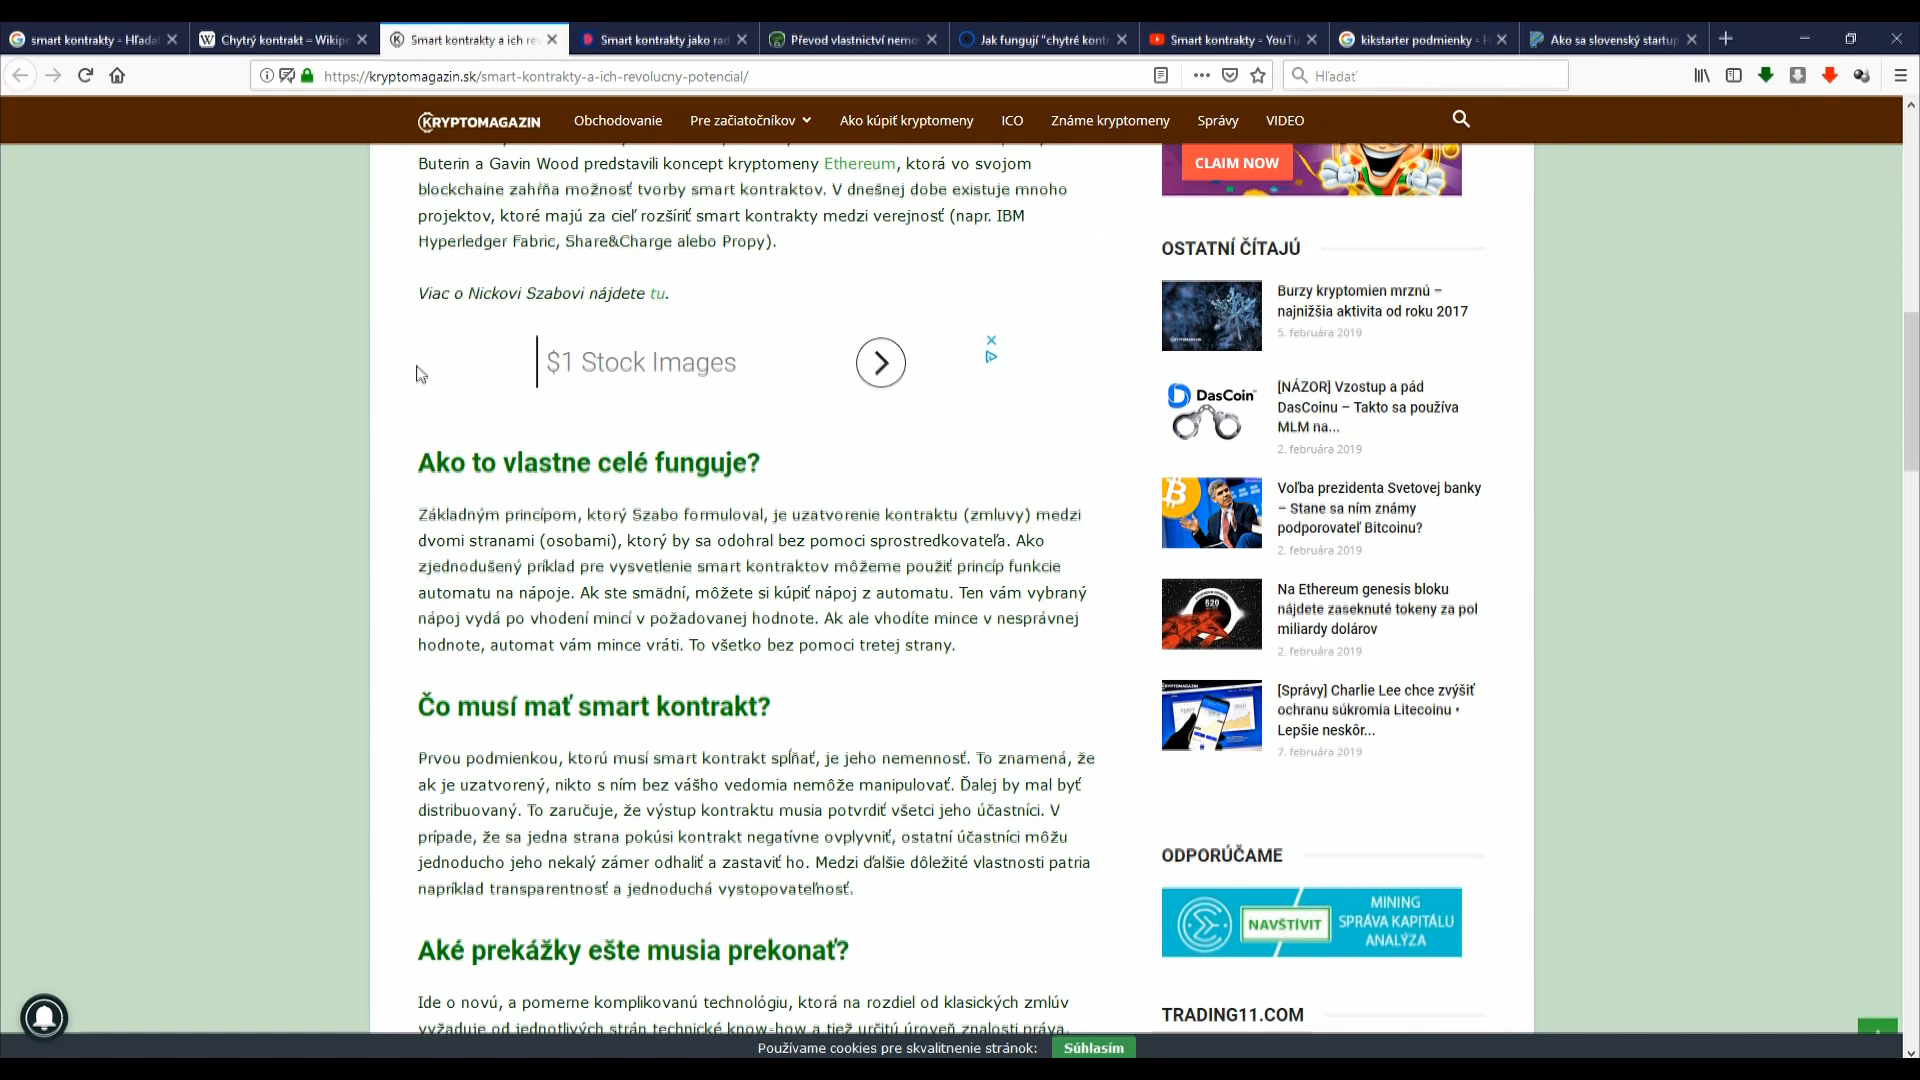 smart kontrakty - Hľada
Chytrý kontrakt – Wikipe
Smart kontrakty a ich re
Smart kontrakty jako rad
Převod vlastnictví nemo
Jak fungují "chytré kont
Smart kontrakty - YouTu
kikstarter podmienky - H
Ako sa slovenský startup
https://kryptomagazin.sk/smart-kontrakty-a-ich-revolucny-potencial/
Hľadať
KRYPTOMAGAZIN
Obchodovanie
Pre začiatočníkov
Ako kúpiť kryptomeny
ICO
Známe kryptomeny
Správy
VIDEO
Buterin a Gavin Wood predstavili koncept kryptomeny Ethereum, ktorá vo svojom
blockchaine zahŕňa možnosť tvorby smart kontraktov. V dnešnej dobe existuje mnoho
projektov, ktoré majú za cieľ rozšíriť smart kontrakty medzi verejnosť (napr. IBM
Hyperledger Fabric, Share&Charge alebo Propy).
Viac o Nickovi Szabovi nájdete tu.
$1 Stock Images
Ako to vlastne celé funguje?
Základným princípom, ktorý Szabo formuloval, je uzatvorenie kontraktu (zmluvy) medzi
dvomi stranami (osobami), ktorý by sa odohral bez pomoci sprostredkovateľa. Ako
zjednodušený príklad pre vysvetlenie smart kontraktov môžeme použiť princíp funkcie
automatu na nápoje. Ak ste smädní, môžete si kúpiť nápoj z automatu. Ten vám vybraný
nápoj vydá po vhodení mincí v požadovanej hodnote. Ak ale vhodíte mince v nesprávnej
hodnote, automat vám mince vráti. To všetko bez pomoci tretej strany.
Čo musí mať smart kontrakt?
Prvou podmienkou, ktorú musí smart kontrakt spĺňať, je jeho nemennosť. To znamená, že
ak je uzatvorený, nikto s ním bez vášho vedomia nemôže manipulovať. Ďalej by mal byť
distribuovaný. To zaručuje, že výstup kontraktu musia potvrdiť všetci jeho účastníci. V
prípade, že sa jedna strana pokúsi kontrakt negatívne ovplyvniť, ostatní účastníci môžu
jednoducho jeho nekalý zámer odhaliť a zastaviť ho. Medzi ďalšie dôležité vlastnosti patria
napríklad transparentnosť a jednoduchá vystopovateľnosť.
Aké prekážky ešte musia prekonať?
Ide o novú, a pomerne komplikovanú technológiu, ktorá na rozdiel od klasických zmlúv
vyžaduje od jednotlivých strán technické know-how a tiež určitú úroveň znalosti práva.
CLAIM NOW
OSTATNÍ ČÍTAJÚ
Burzy kryptomien mrznú –
najnižšia aktivita od roku 2017
5. februára 2019
DasCoin
[NÁZOR] Vzostup a pád
DasCoinu – Takto sa používa
MLM na...
2. februára 2019
Voľba prezidenta Svetovej banky
– Stane sa ním známy
podporovateľ Bitcoinu?
2. februára 2019
520
Na Ethereum genesis bloku
nájdete zaseknuté tokeny za pol
miliardy dolárov
2. februára 2019
[Správy] Charlie Lee chce zvýšiť
ochranu súkromia Litecoinu •
Lepšie neskôr...
7. februára 2019
ODPORÚČAME
NAVŠTÍVIT
MINING
SPRÁVA KAPITÁLU
ANALÝZA
TRADING11.COM
Používame cookies pre skvalitnenie stránok:
Súhlasím